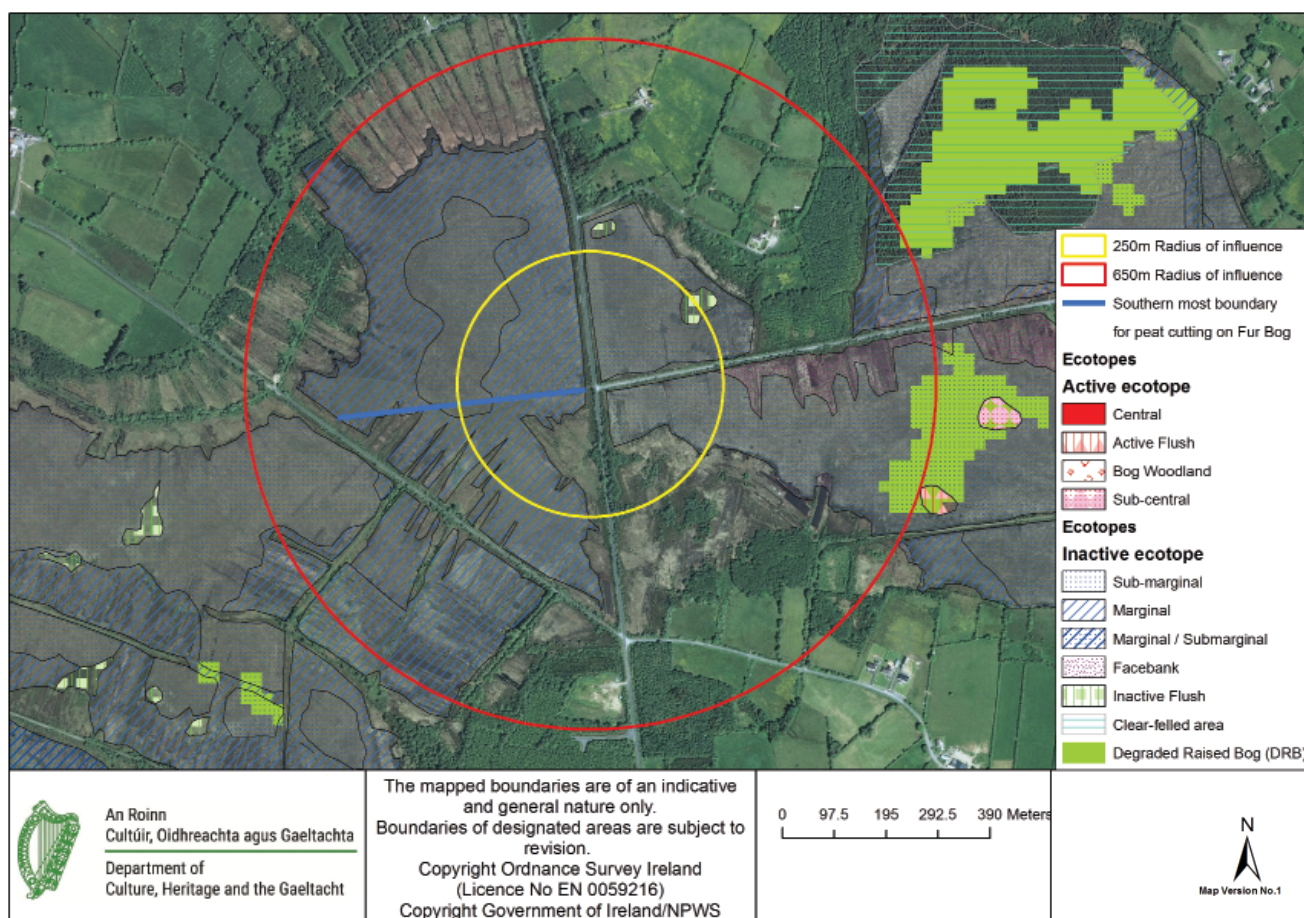 250m Radius of influence
650m Radius of influence
Southern most boundary
for peat cutting on Fur Bog
Ecotopes
Active ecotope
Central
Active Flush
Bog Woodland
Sub-central
Ecotopes
Inactive ecotope
Sub-marginal
Marginal
Marginal / Submarginal
Facebank
Inactive Flush
Clear-felled area
Degraded Raised Bog (DRB)
An Roinn
Cultúir, Oidhreachta agus Gaeltachta
Department of
Culture, Heritage and the Gaeltacht
The mapped boundaries are of an indicative
and general nature only.
Boundaries of designated areas are subject to
revision.
Copyright Ordnance Survey Ireland
(Licence No EN 0059216)
Copyright Government of Ireland/NPWS
0 97.5 195 292.5 390 Meters
N
Map Version No.1